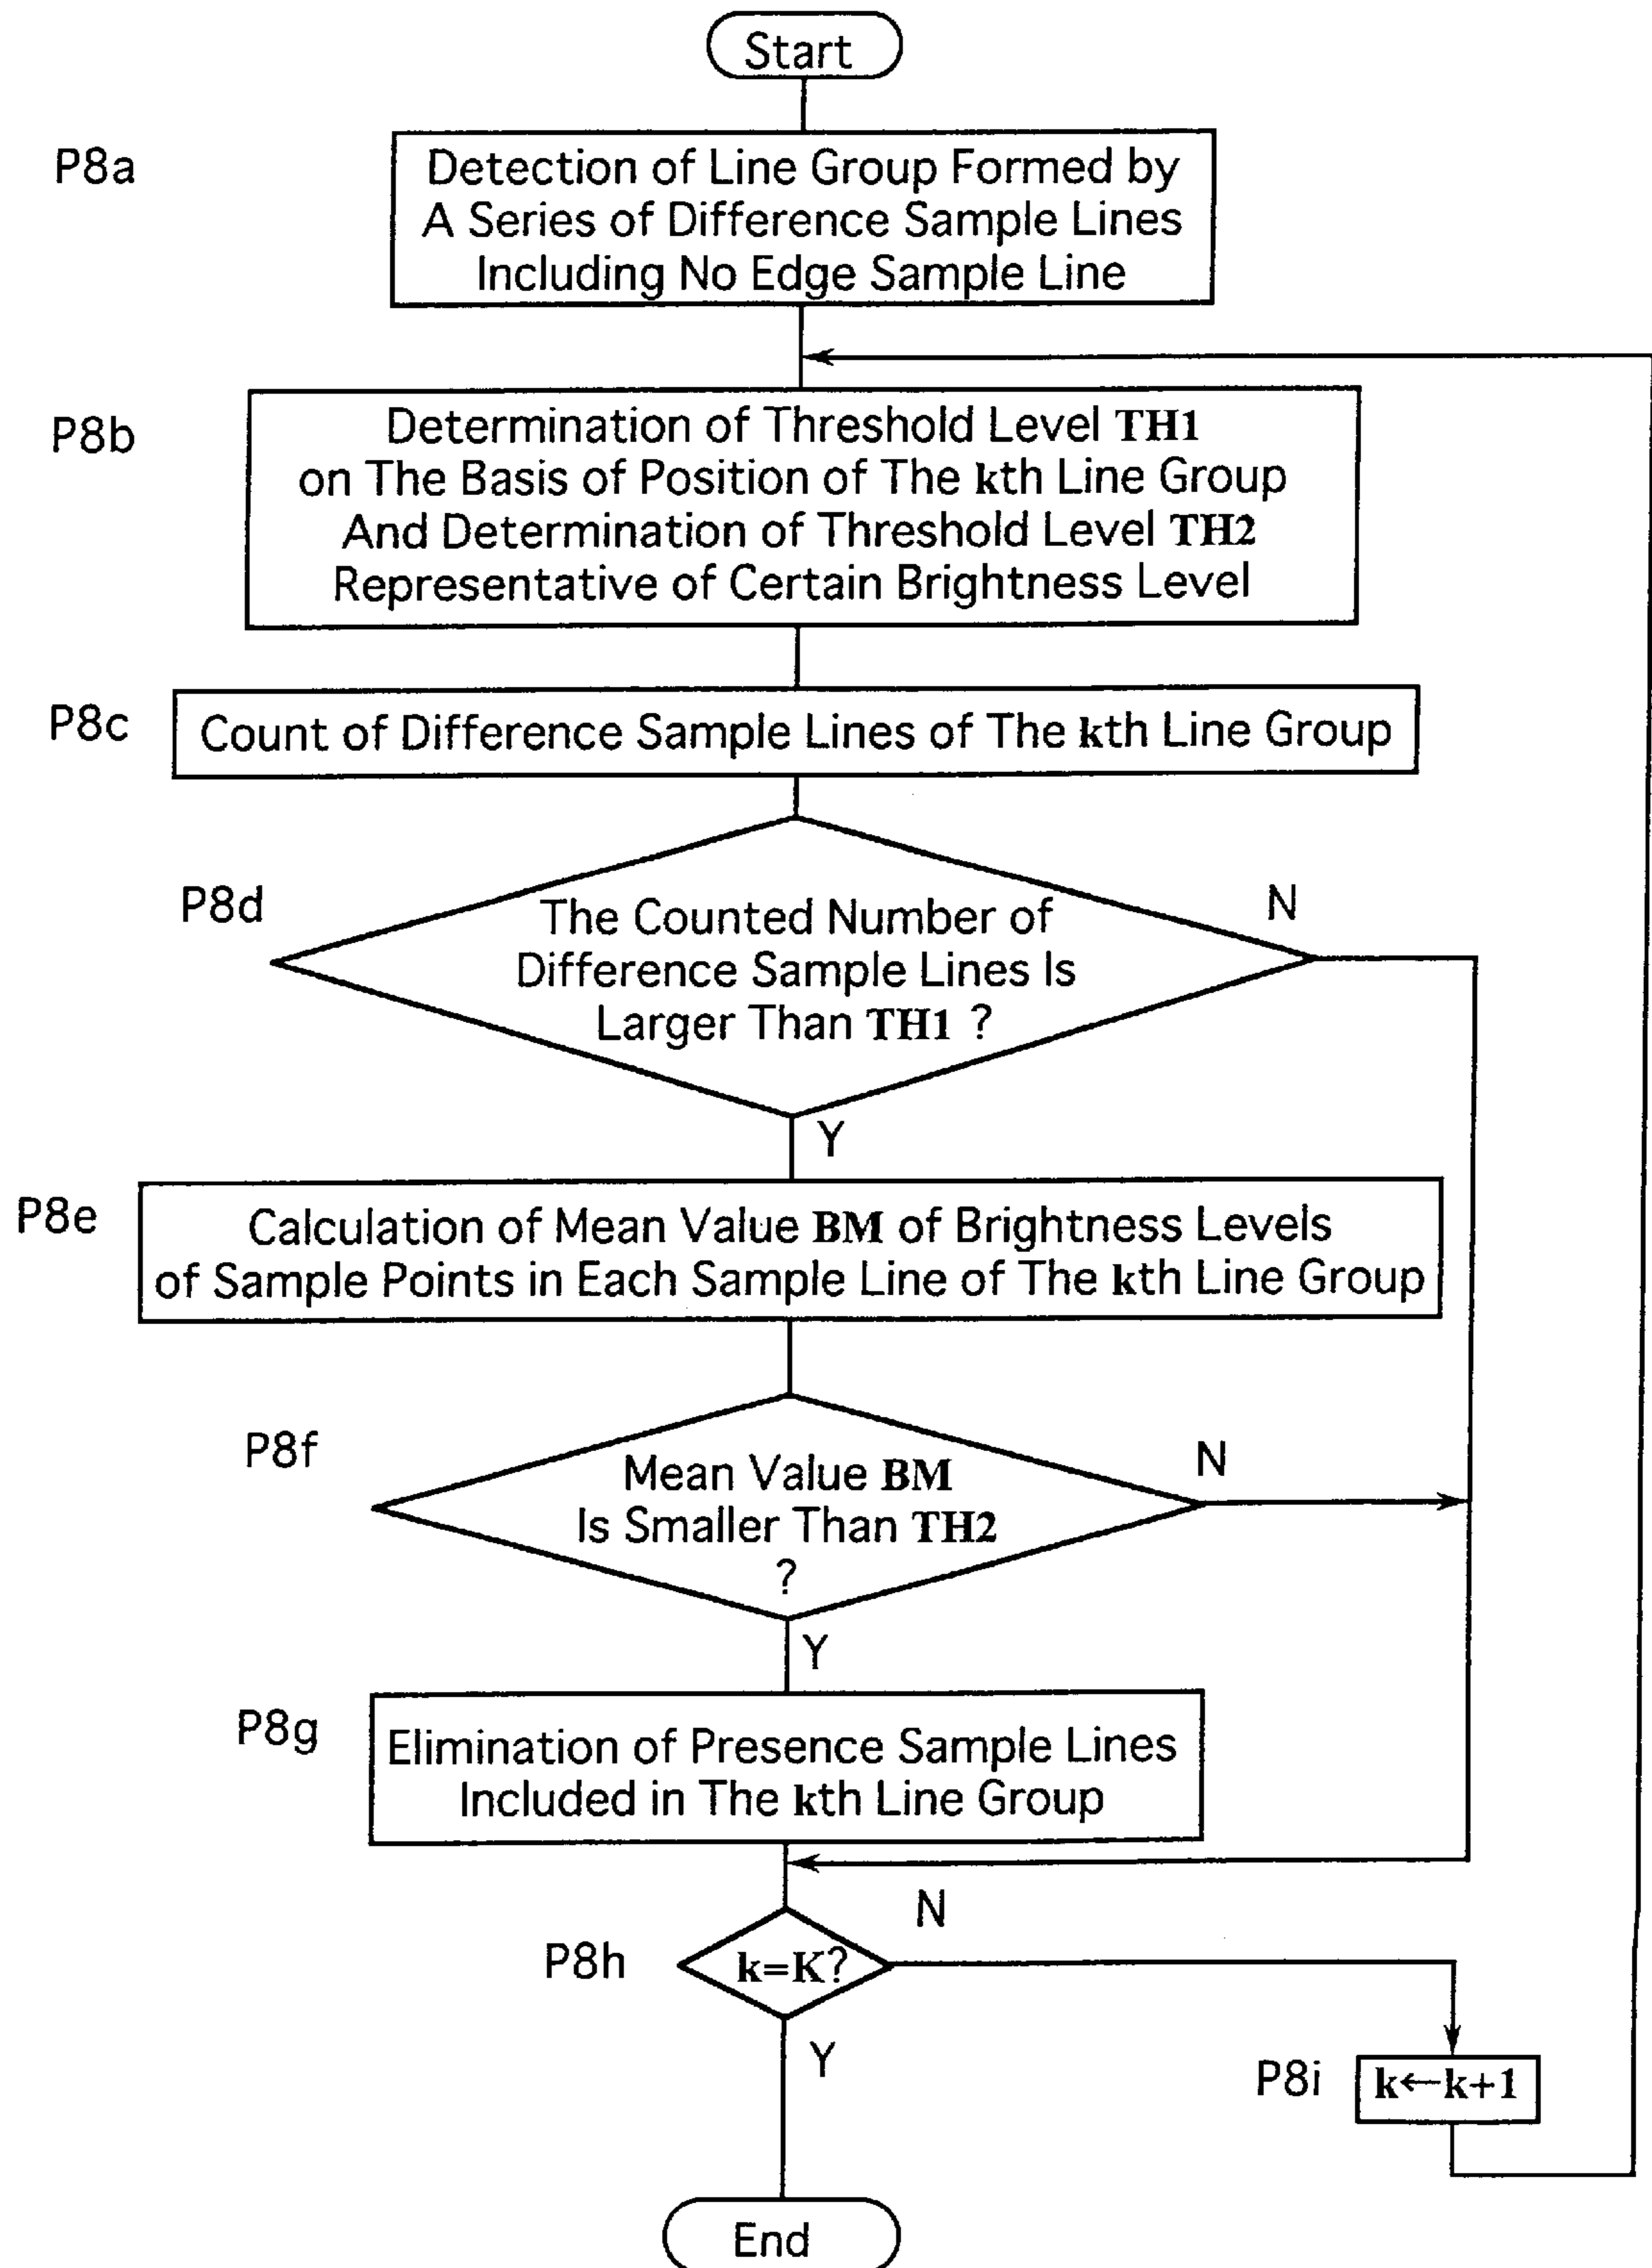 Start
P8a
Detection of Line Group Formed by
A Series of Difference Sample Lines
Including No Edge Sample Line
P8b
Determination of Threshold Level TH1
on The Basis of Position of The kth Line Group
And Determination of Threshold Level TH2
Representative of Certain Brightness Level
P8c
Count of Difference Sample Lines of The kth Line Group
P8d
The Counted Number of
Difference Sample Lines Is
Larger Than TH1 ?
N
Y
P8e
Calculation of Mean Value BM of Brightness Levels
of Sample Points in Each Sample Line of The kth Line Group
P8f
Mean Value BM
Is Smaller Than TH2
?
N
Y
P8g
Elimination of Presence Sample Lines
Included in The kth Line Group
P8h
k=K?
N
Y
P8i
k←k+1
End